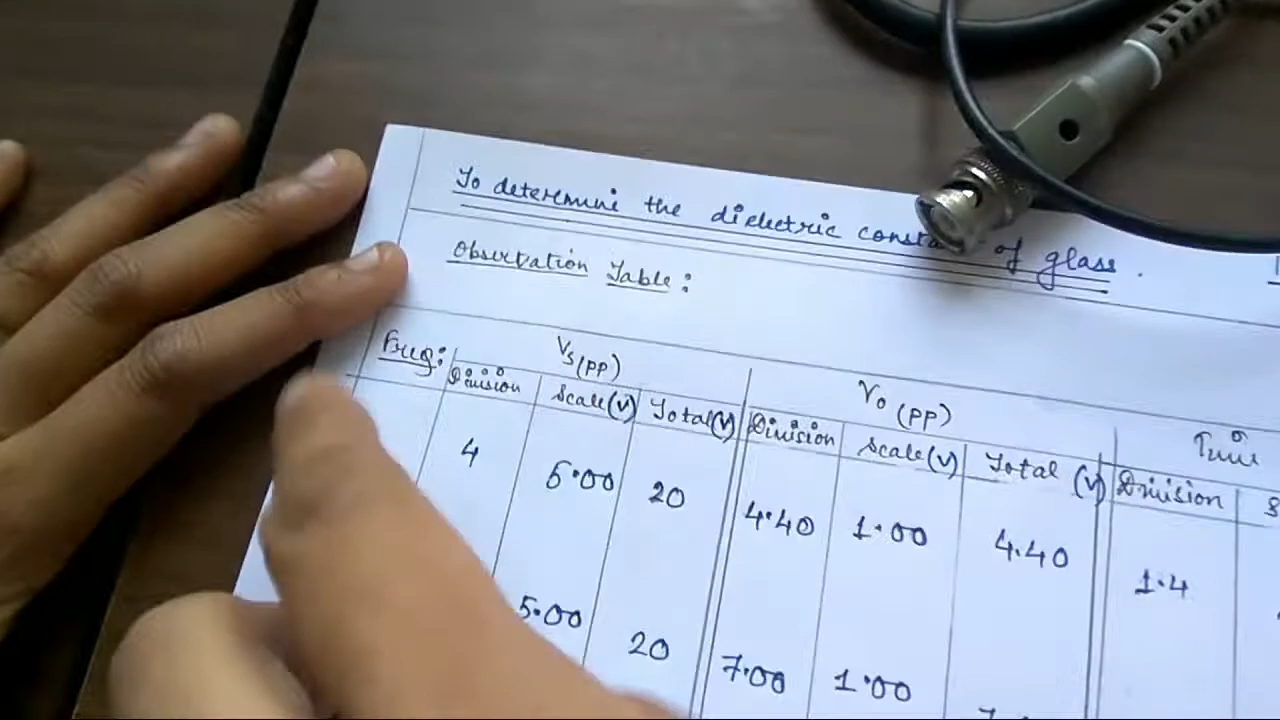 To determine the dielectric consta of glass.
Observation Table:
Freq: Vs(PP) Vo (PP) Time
Division Scale(V) Total(V) Division Scale(V) Total (V) Division S
4 5.00 20 4.40 1.00 4.40 1.4
5.00 20 7.00 1.00